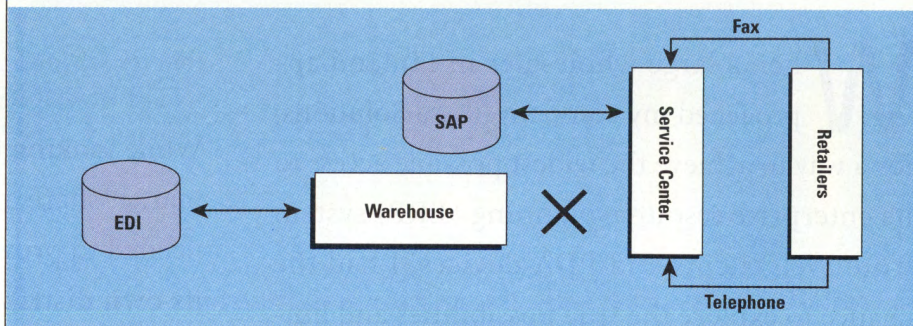 Fax
SAP
Service Center
Retailers
EDI
Warehouse
Telephone